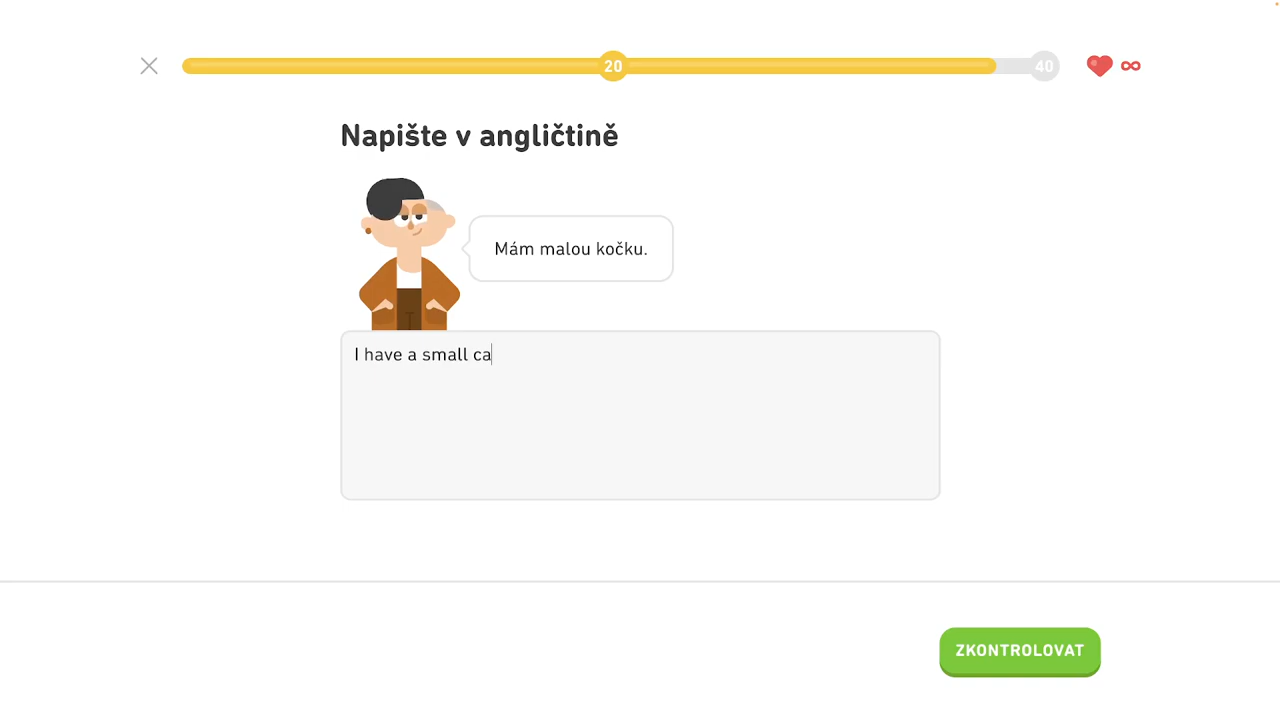 20
40
Napište v angličtině
Mám malou kočku.
I have a small ca
ZKONTROLOVAT